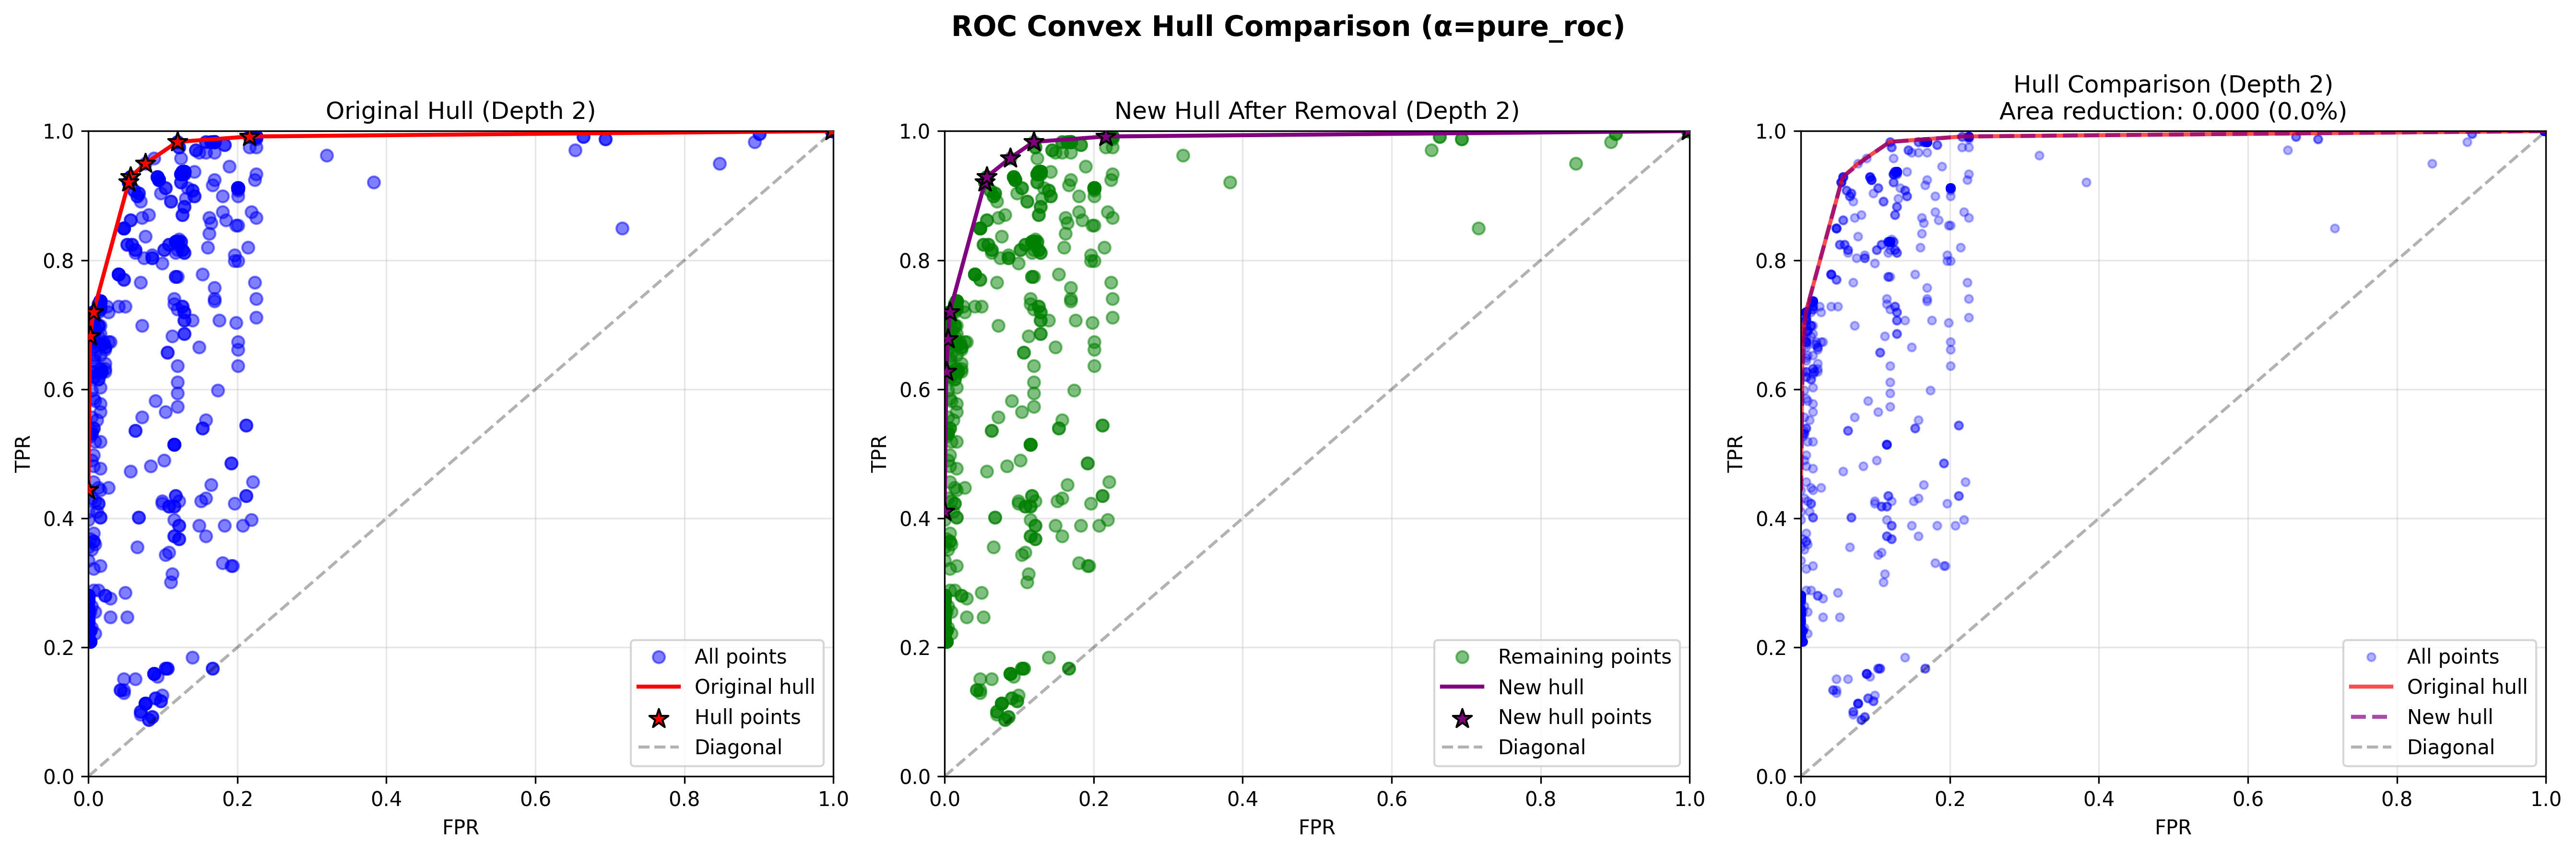 ROC Convex Hull Comparison (α=pure_roc)
Original Hull (Depth 2)
TPR
1.0
0.8
0.6
0.4
0.2
0.0
0.0 0.2 0.4 0.6 0.8 1.0
FPR
All points
Original hull
Hull points
Diagonal
New Hull After Removal (Depth 2)
TPR
1.0
0.8
0.6
0.4
0.2
0.0
0.0 0.2 0.4 0.6 0.8 1.0
FPR
Remaining points
New hull
New hull points
Diagonal
Hull Comparison (Depth 2)
Area reduction: 0.000 (0.0%)
TPR
1.0
0.8
0.6
0.4
0.2
0.0
0.0 0.2 0.4 0.6 0.8 1.0
FPR
All points
Original hull
New hull
Diagonal